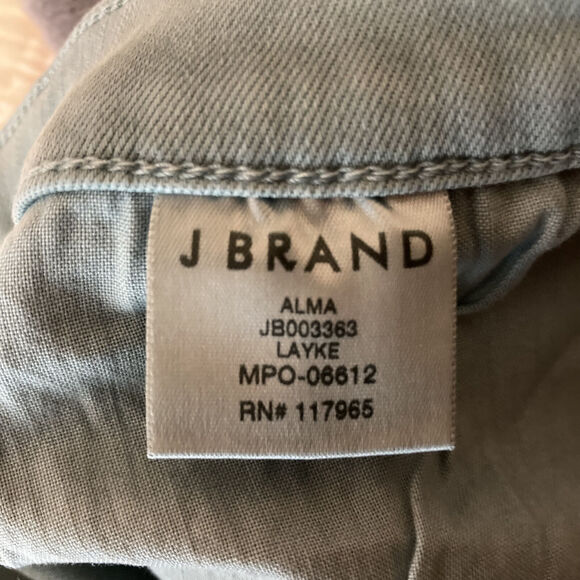 J BRAND
ALMA
JB003363
LAYKE
MPO-06612
RN# 117965